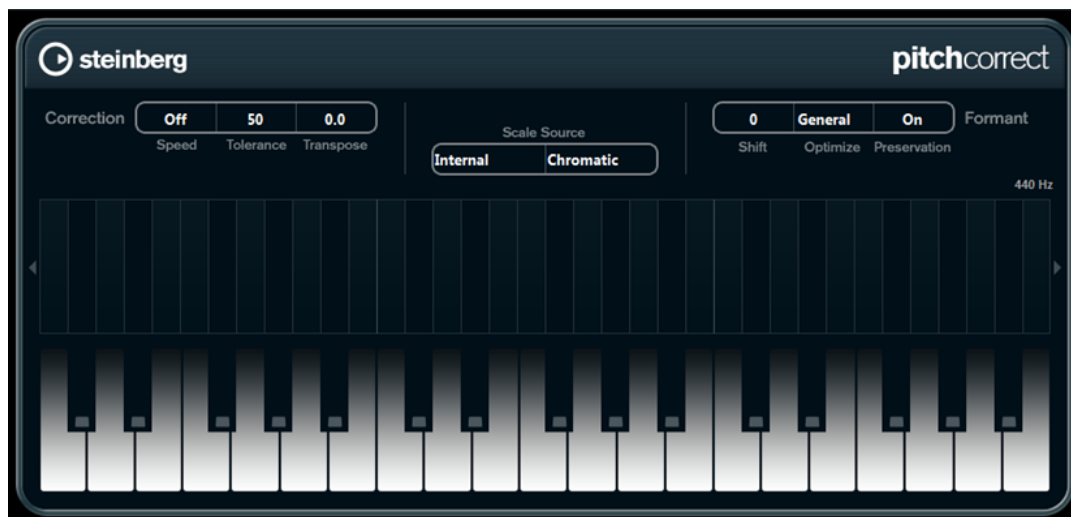 steinberg
pitchcorrect
Correction
Off 50 0.0
Speed Tolerance Transpose
Scale Source
Internal Chromatic
0 General On
Formant
Shift Optimize Preservation
440 Hz